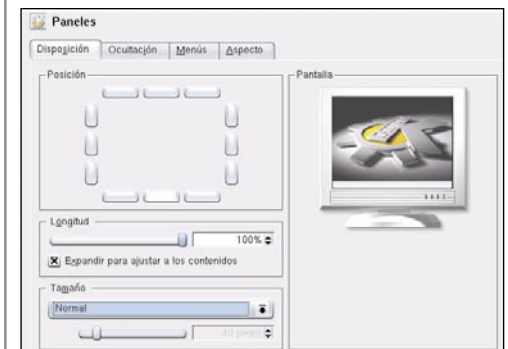 Paneles
Disposición Ocultación Menús Aspecto
Posición
Pantalla
Longitud
100%
Expandir para ajustar a los contenidos
Tamaño
Normal